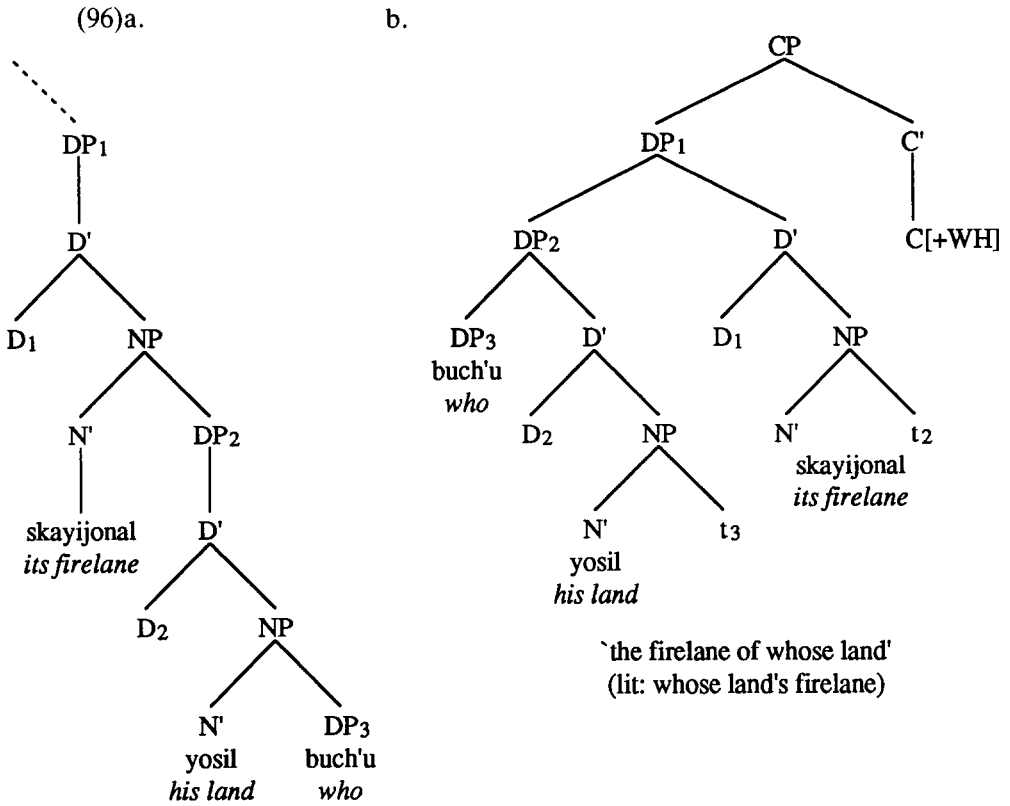 (96)a.
DP1
D'
D1 NP
N' DP2
skayijonal D'
its firelane
D2 NP
N' DP3
yosil buch'u
his land who
b.
CP
DP1 C'
DP2 D' C[+WH]
DP3 D' D1 NP
buch'u
who
D2 NP N' t2
skayijonal
its firelane
N' t3
yosil
his land
`the firelane of whose land'
(lit: whose land's firelane)